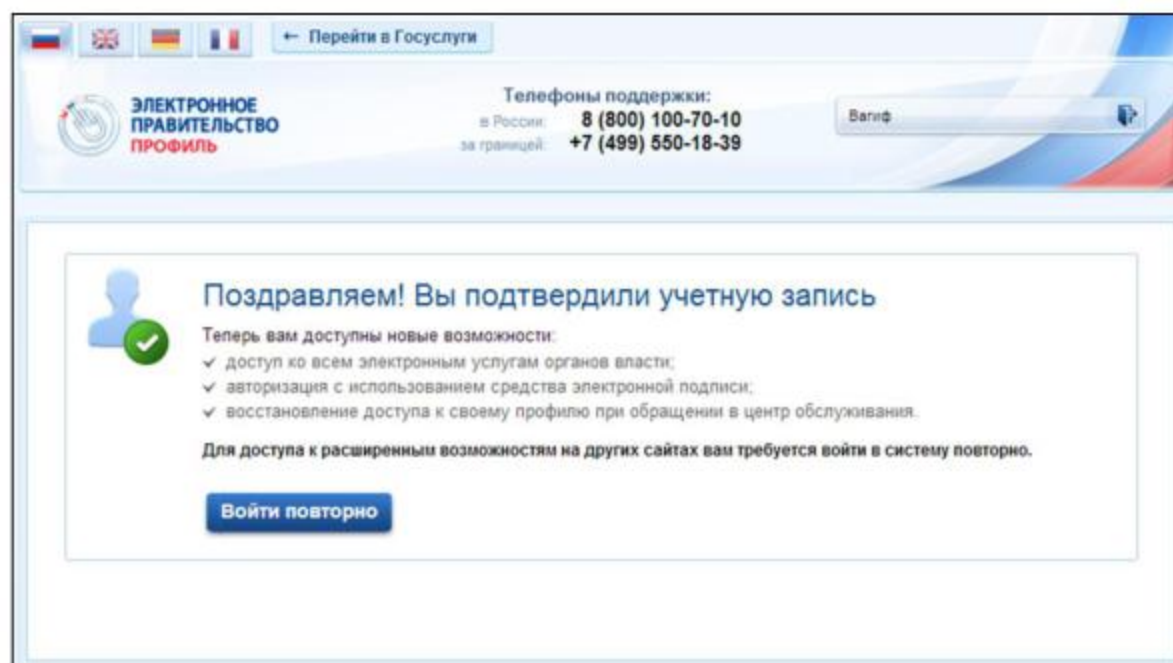 ← Перейти в Госуслуги
ЭЛЕКТРОННОЕ
ПРАВИТЕЛЬСТВО
ПРОФИЛЬ
Телефоны поддержки:
в России: 8 (800) 100-70-10
за границей: +7 (499) 550-18-39
Вагиф
Поздравляем! Вы подтвердили учетную запись
Теперь вам доступны новые возможности:
✓ доступ ко всем электронным услугам органов власти;
✓ авторизация с использованием средства электронной подписи;
✓ восстановление доступа к своему профилю при обращении в центр обслуживания.
Для доступа к расширенным возможностям на других сайтах вам требуется войти в систему повторно.
Войти повторно